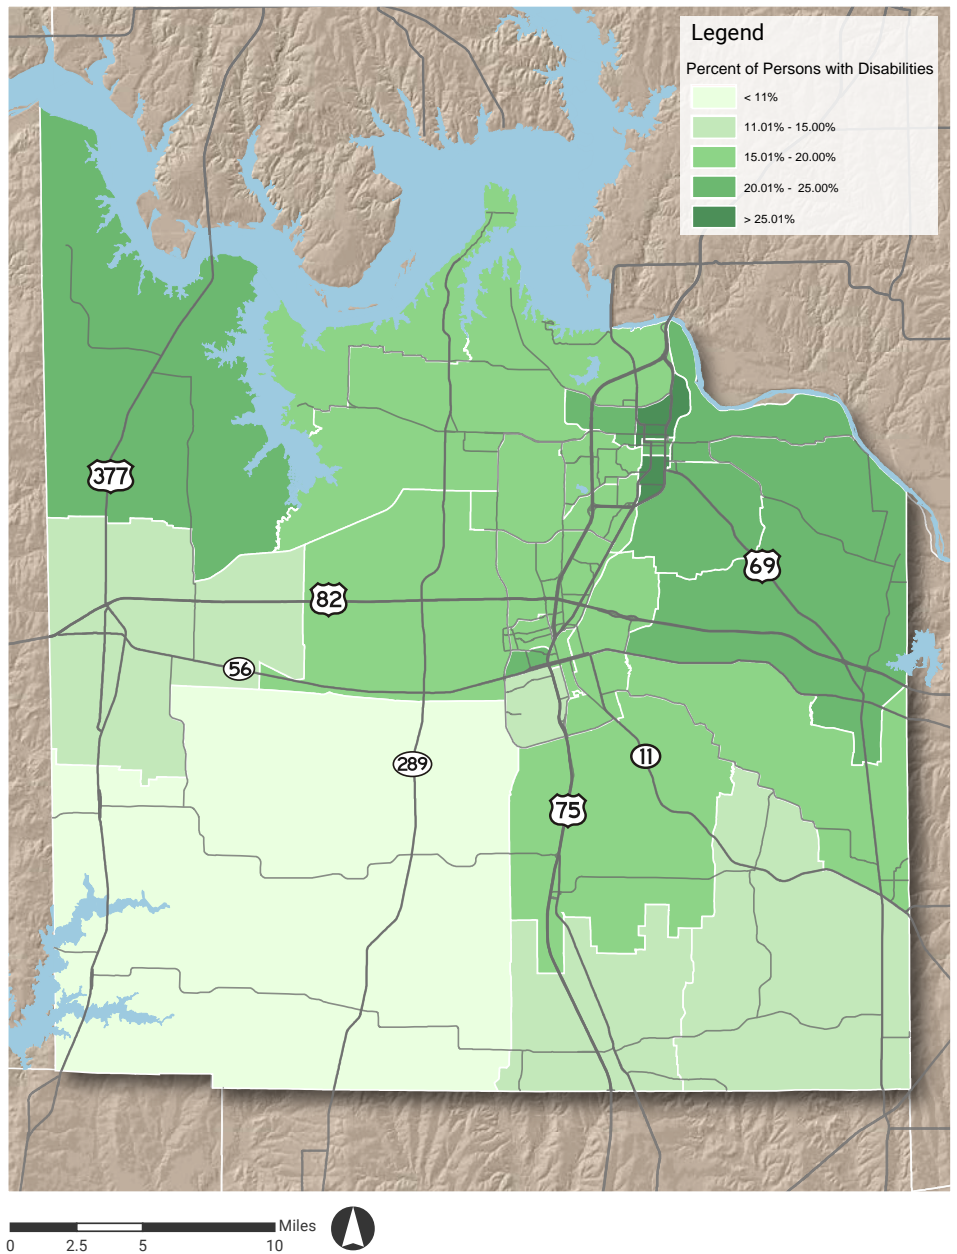 Legend
Percent of Persons with Disabilities
< 11%
11.01% - 15.00%
15.01% - 20.00%
20.01% - 25.00%
> 25.01%
377
69
82
56
11
289
75
Miles
0 2.5 5 10